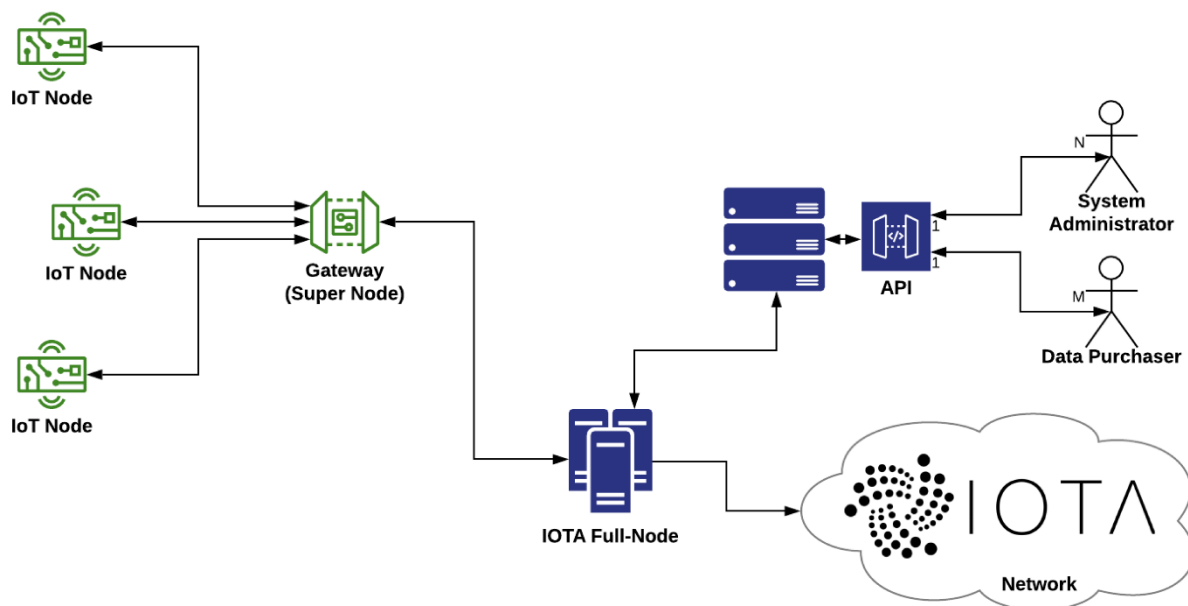 IoT Node
IoT Node
IoT Node
Gateway
(Super Node)
IOTA Full-Node
</>
API
1
1
N
System
Administrator
M
Data Purchaser
IOTA
Network